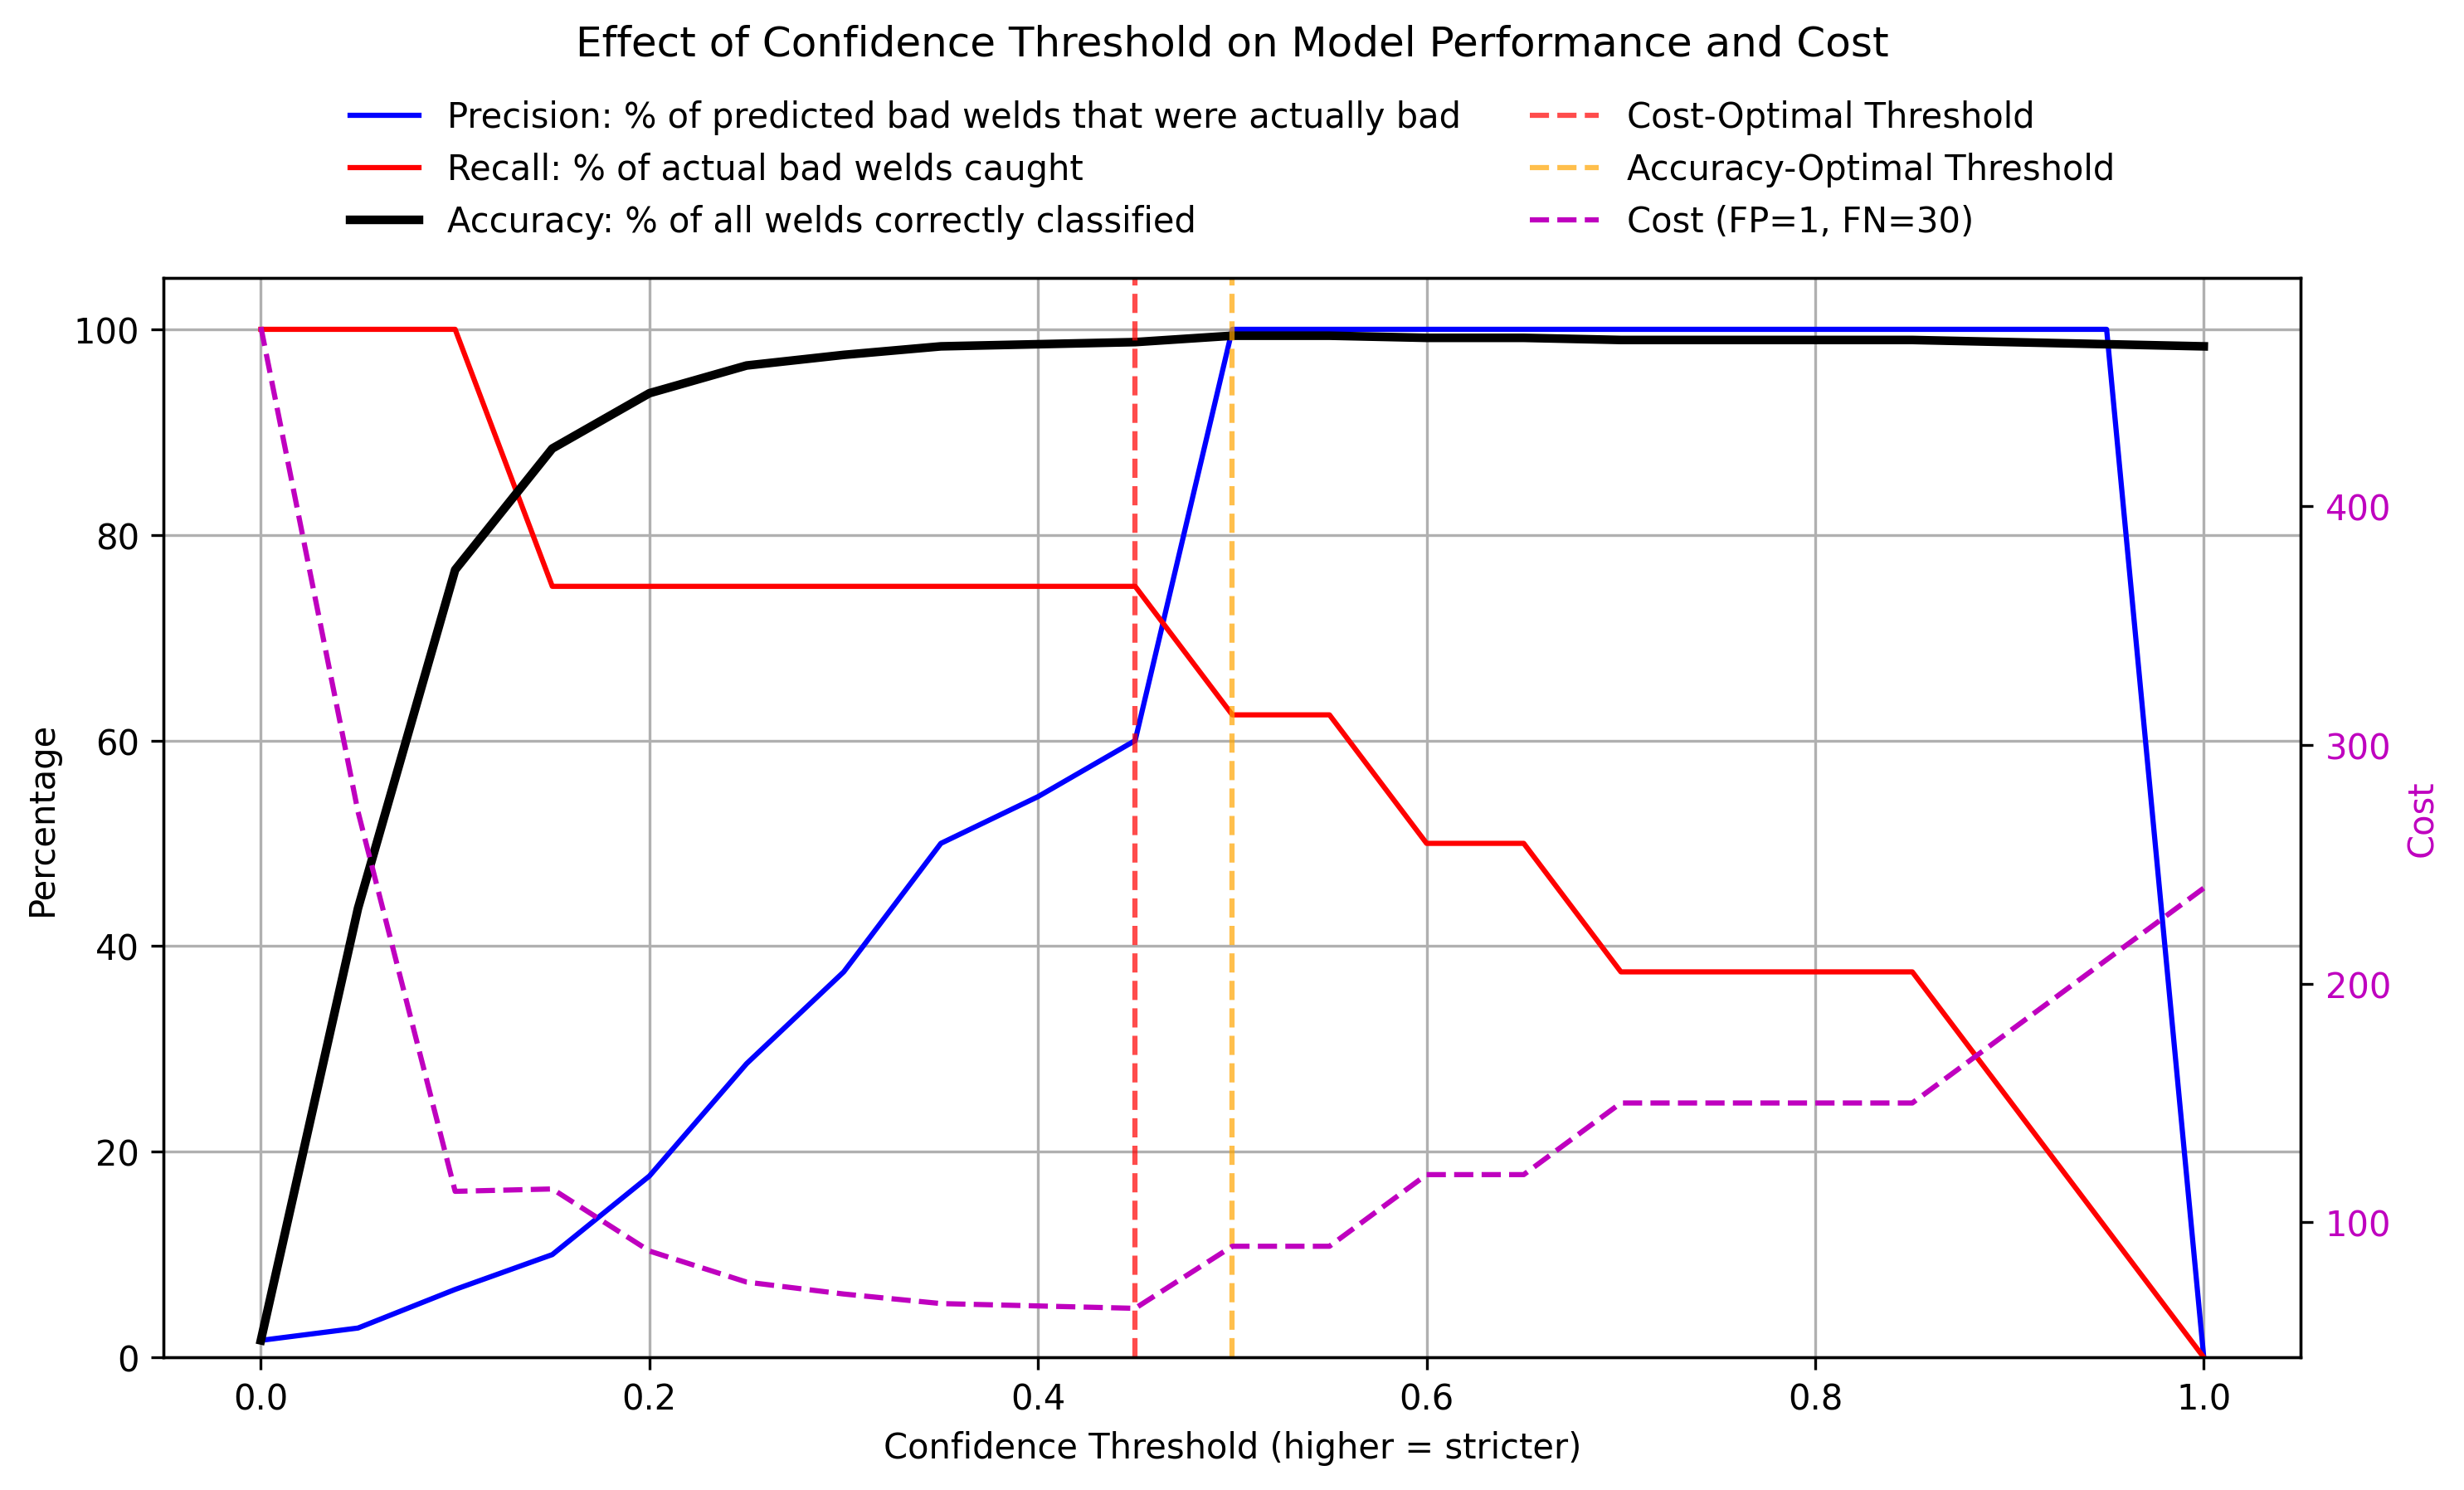 Effect of Confidence Threshold on Model Performance and Cost
Precision: % of predicted bad welds that were actually bad
Recall: % of actual bad welds caught
Accuracy: % of all welds correctly classified
Cost-Optimal Threshold
Accuracy-Optimal Threshold
Cost (FP=1, FN=30)
100
80
60
40
20
0
Percentage
400
300
200
100
Cost
0.0 0.2 0.4 0.6 0.8 1.0
Confidence Threshold (higher = stricter)